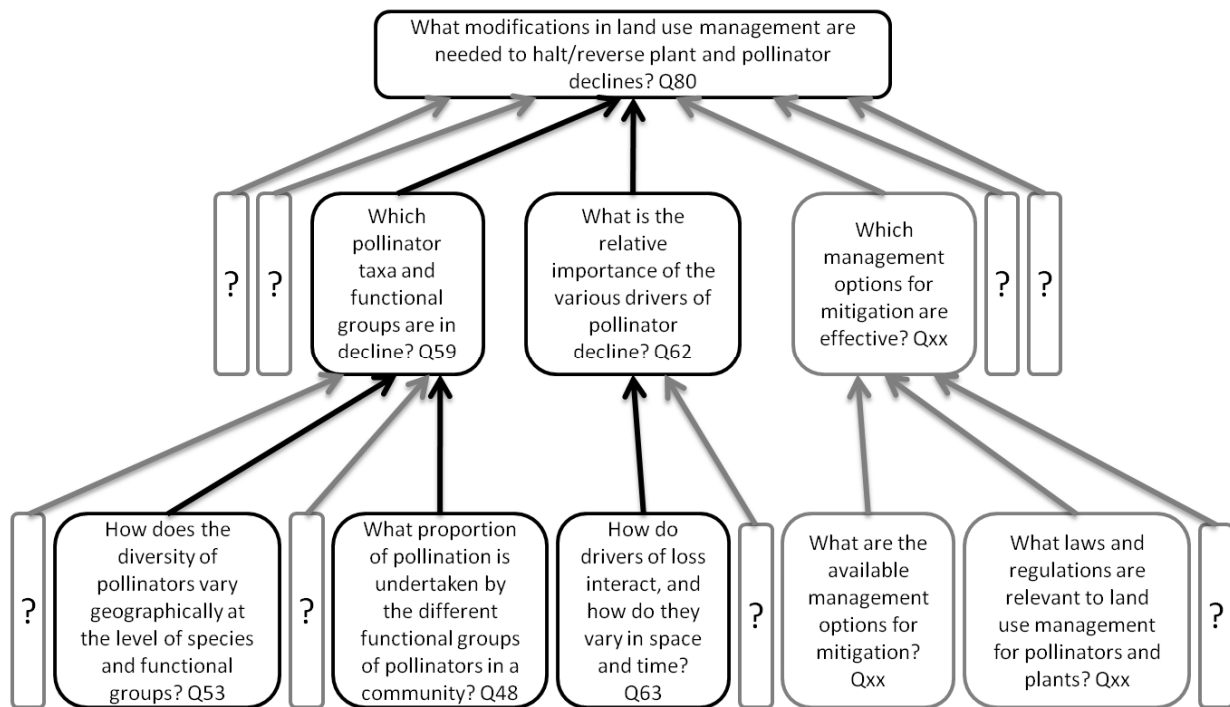 What modifications in land use management are
needed to halt/reverse plant and pollinator
declines? Q80
?
?
Which
pollinator
taxa and
functional
groups are in
decline? Q59
What is the
relative
importance of the
various drivers of
pollinator
decline? Q62
Which
management
options for
mitigation are
effective? Qxx
?
?
?
How does the
diversity of
pollinators vary
geographically at
the level of species
and functional
groups? Q53
?
What proportion
of pollination is
undertaken by
the different
functional groups
of pollinators in a
community? Q48
How do
drivers of loss
interact, and
how do they
vary in space
and time?
Q63
?
What are the
available
management
options for
mitigation?
Qxx
What laws and
regulations are
relevant to land
use management
for pollinators and
plants? Qxx
?